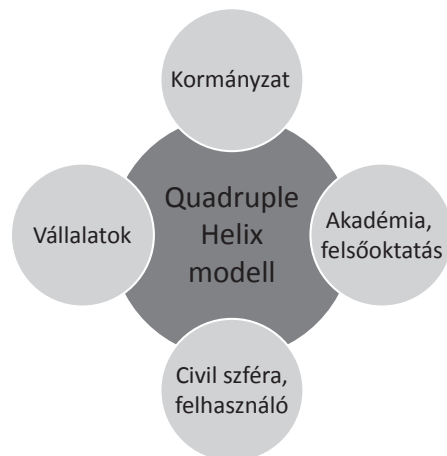 Kormányzat
Quadruple
Helix
modell
Vállalatok
Akadémia,
felsőoktatás
Civil szféra,
felhasználó